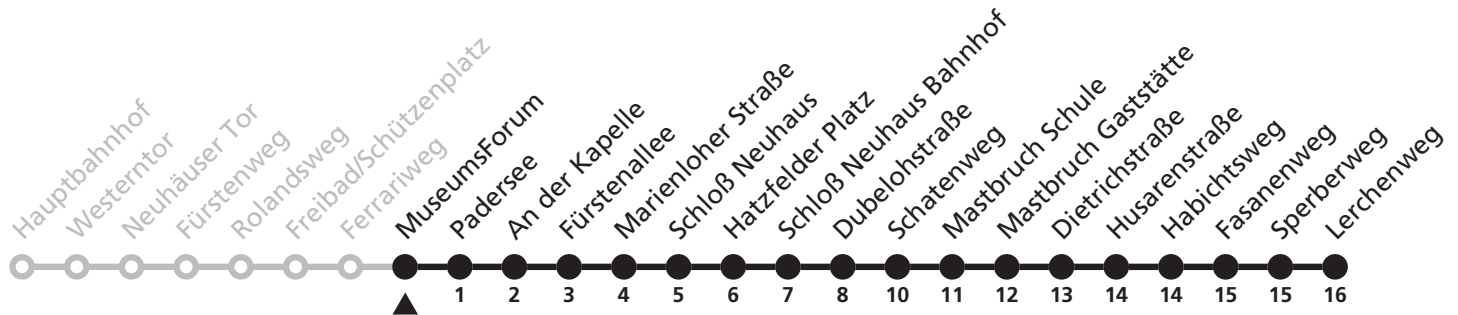 Hauptbahnhof
Westerntor
Neuhäuser Tor
Fürstenweg
Rolandsweg
Freibad/Schützenplatz
Ferrariweg
MuseumsForum
Padersee
An der Kapelle
Fürstenallee
Marienloher Straße
Schloß Neuhaus
Hatzfelder Platz
Schloß Neuhaus Bahnhof
Dubelohstraße
Schatenweg
Mastbruch Schule
Mastbruch Gaststätte
Dietrichstraße
Husarenstraße
Habichtsweg
Fasanenweg
Sperberweg
Lerchenweg
1 2 3 4 5 6 7 8 10 11 12 13 14 14 15 15 16